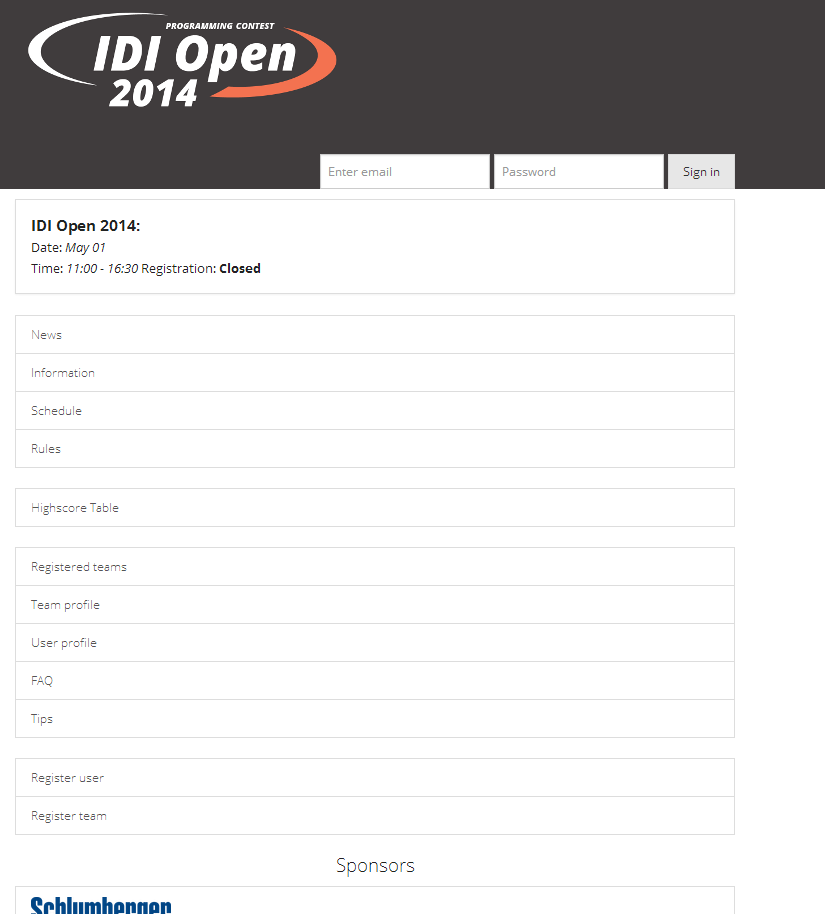 PROGRAMMING CONTEST
IDI Open
2014
Enter email
Password
Sign in
IDI Open 2014:
Date: May 01
Time: 11:00 - 16:30 Registration: Closed
News
Information
Schedule
Rules
Highscore Table
Registered teams
Team profile
User profile
FAQ
Tips
Register user
Register team
Sponsors
Schlumberger